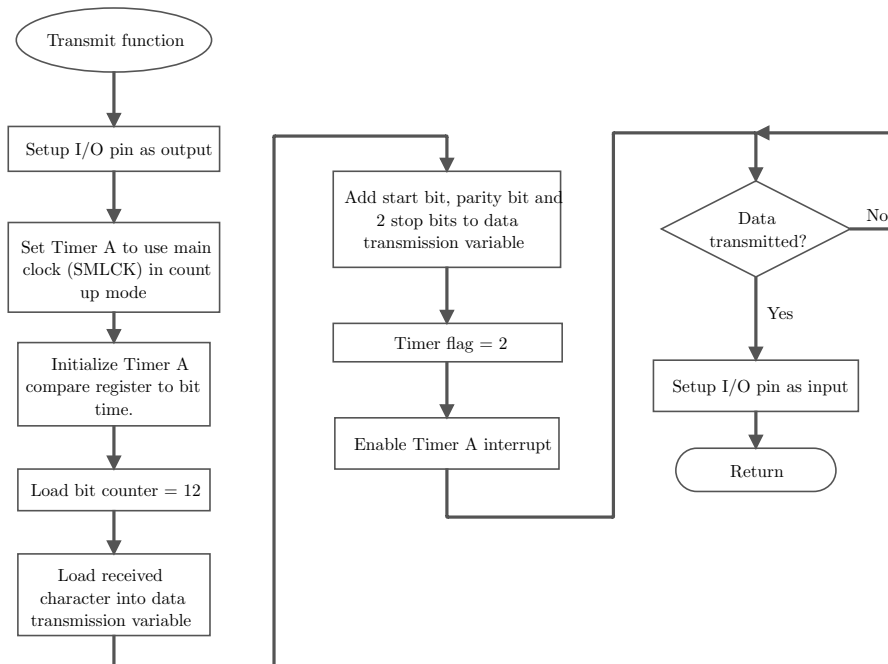 Transmit function
Setup I/O pin as output
Set Timer A to use main
clock (SMLCK) in count
up mode
Initialize Timer A
compare register to bit
time.
Load bit counter = 12
Load received
character into data
transmission variable
Add start bit, parity bit and
2 stop bits to data
transmission variable
Timer flag = 2
Enable Timer A interrupt
Data
transmitted?
No
Yes
Setup I/O pin as input
Return